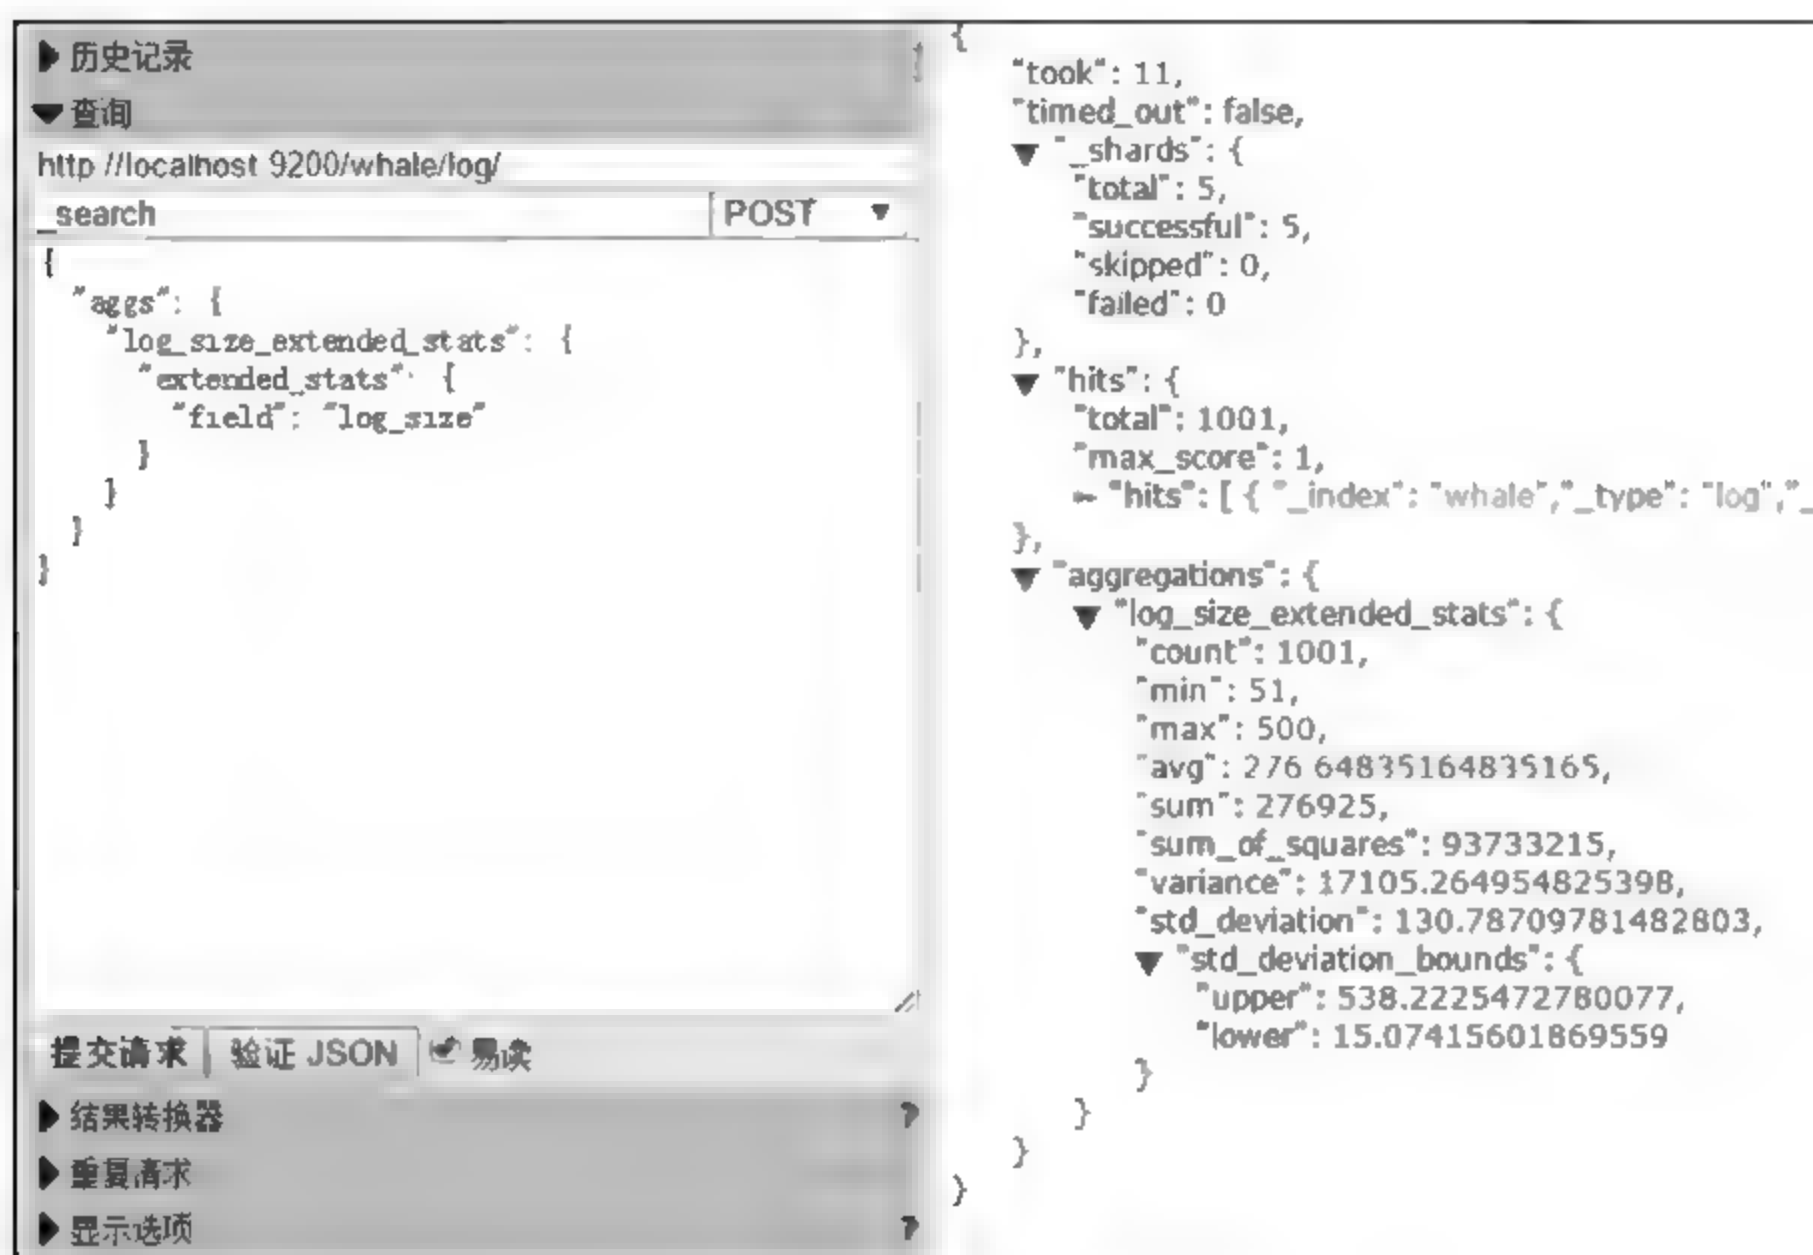 历史记录
查询
http //localhost 9200/whale/log/
_search
POST
{
"aggs": {
"log_size_extended_stats": {
"extended_stats": {
"field": "log_size"
}
}
}
}
提交请求
验证 JSON
易读
结果转换器 ?
重复请求
显示选项 ?
{
"took": 11,
"timed_out": false,
"_shards": {
"total": 5,
"successful": 5,
"skipped": 0,
"failed": 0
},
"hits": {
"total": 1001,
"max_score": 1,
"hits": [ { "_index": "whale","_type": "log","_
},
"aggregations": {
"log_size_extended_stats": {
"count": 1001,
"min": 51,
"max": 500,
"avg": 276 64835164835165,
"sum": 276925,
"sum_of_squares": 93733215,
"variance": 17105.264954825398,
"std_deviation": 130.78709781482803,
"std_deviation_bounds": {
"upper": 538.2225472780077,
"lower": 15.07415601869559
}
}
}
}